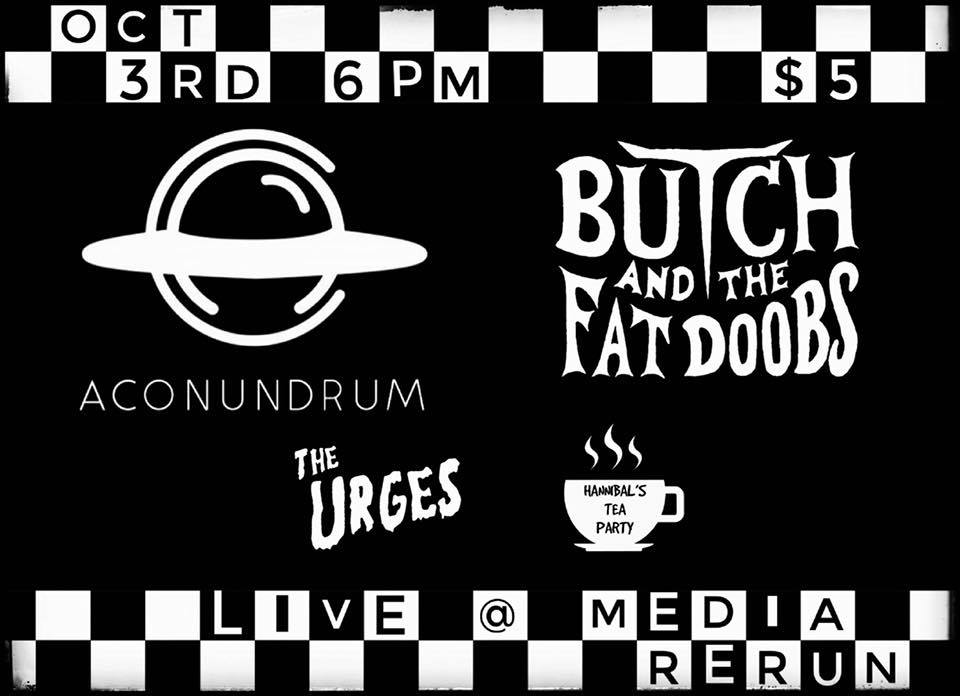 OCT
3RD 6PM $5
ACONUNDRUM
BUTCH
AND THE
FAT DOOBS
THE
URGES
HANNIBAL'S
TEA
PARTY
LIVE @ MEDIA
RERUN